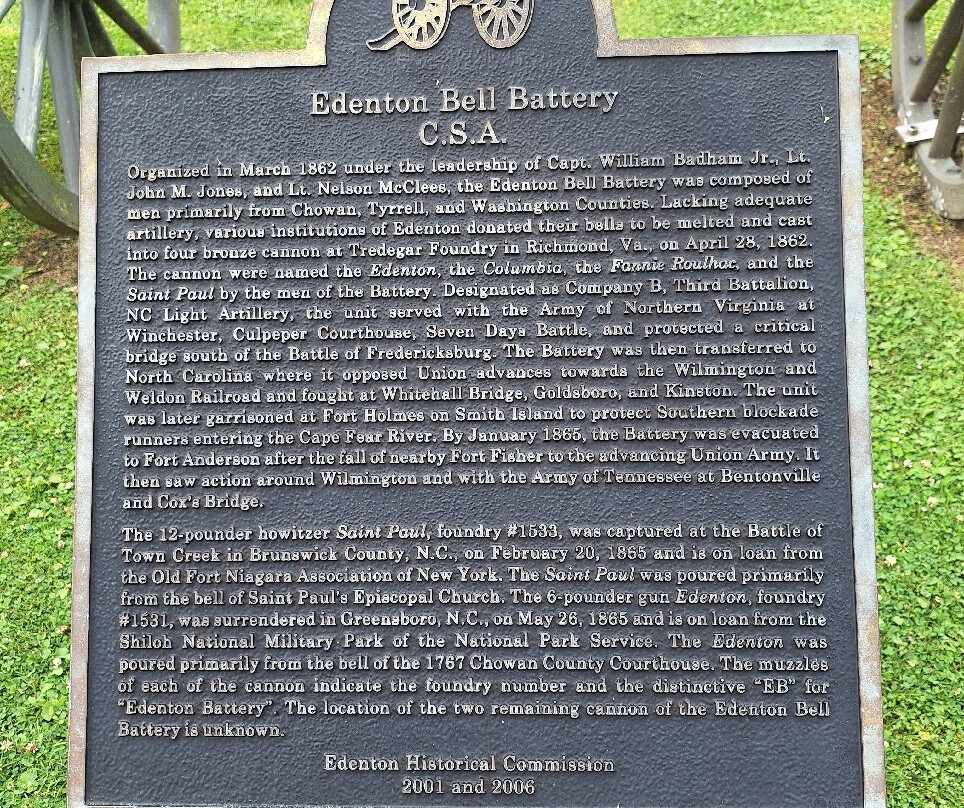 Edenton Bell Battery
C.S.A.
Organized in March 1862 under the leadership of Capt. William Badham Jr., Lt.
John M. Jones, and Lt. Nelson McClees, the Edenton Bell Battery was composed of
men primarily from Chowan, Tyrrell, and Washington Counties. Lacking adequate
artillery, various institutions of Edenton donated their bells to be melted and cast
into four bronze cannon at Tredegar Foundry in Richmond, Va., on April 28, 1862.
The cannon were named the Edenton, the Columbia, the Fannie Roulhac, and the
Saint Paul by the men of the Battery. Designated as Company B, Third Battalion,
NC Light Artillery, the unit served with the Army of Northern Virginia at
Winchester, Culpeper Courthouse, Seven Days Battle, and protected a critical
bridge south of the Battle of Fredericksburg. The Battery was then transferred to
North Carolina where it opposed Union advances towards the Wilmington and
Weldon Railroad and fought at Whitehall Bridge, Goldsboro, and Kinston. The unit
was later garrisoned at Fort Holmes on Smith Island to protect Southern blockade
runners entering the Cape Fear River. By January 1865, the Battery was evacuated
to Fort Anderson after the fall of nearby Fort Fisher to the advancing Union Army. It
then saw action around Wilmington and with the Army of Tennessee at Bentonville
and Cox's Bridge.
The 12-pounder howitzer Saint Paul, foundry #1533, was captured at the Battle of
Town Creek in Brunswick County, N.C., on February 20, 1865 and is on loan from
the Old Fort Niagara Association of New York. The Saint Paul was poured primarily
from the bell of Saint Paul's Episcopal Church. The 6-pounder gun Edenton, foundry
#1531, was surrendered in Greensboro, N.C., on May 26, 1865 and is on loan from the
Shiloh National Military Park of the National Park Service. The Edenton was
poured primarily from the bell of the 1767 Chowan County Courthouse. The muzzles
of each of the cannon indicate the foundry number and the distinctive "EB" for
"Edenton Battery". The location of the two remaining cannon of the Edenton Bell
Battery is unknown.
Edenton Historical Commission
2001 and 2006